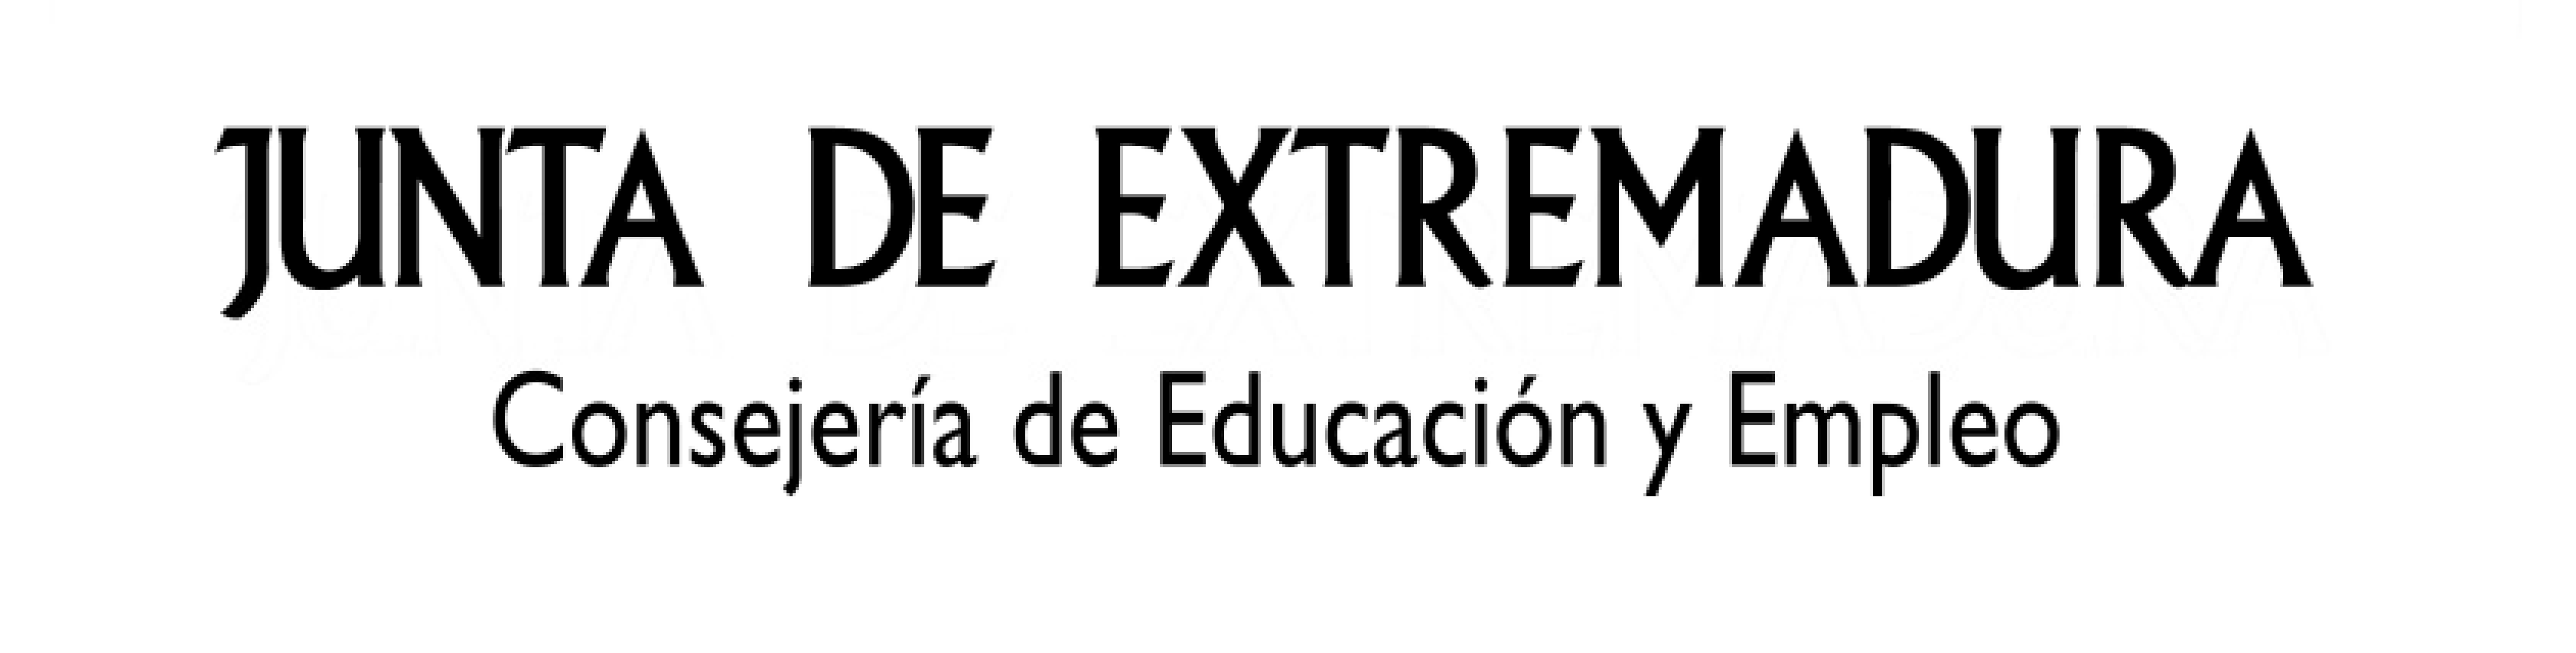 JUNTA DE EXTREMADURA
Consejería de Educación y Empleo